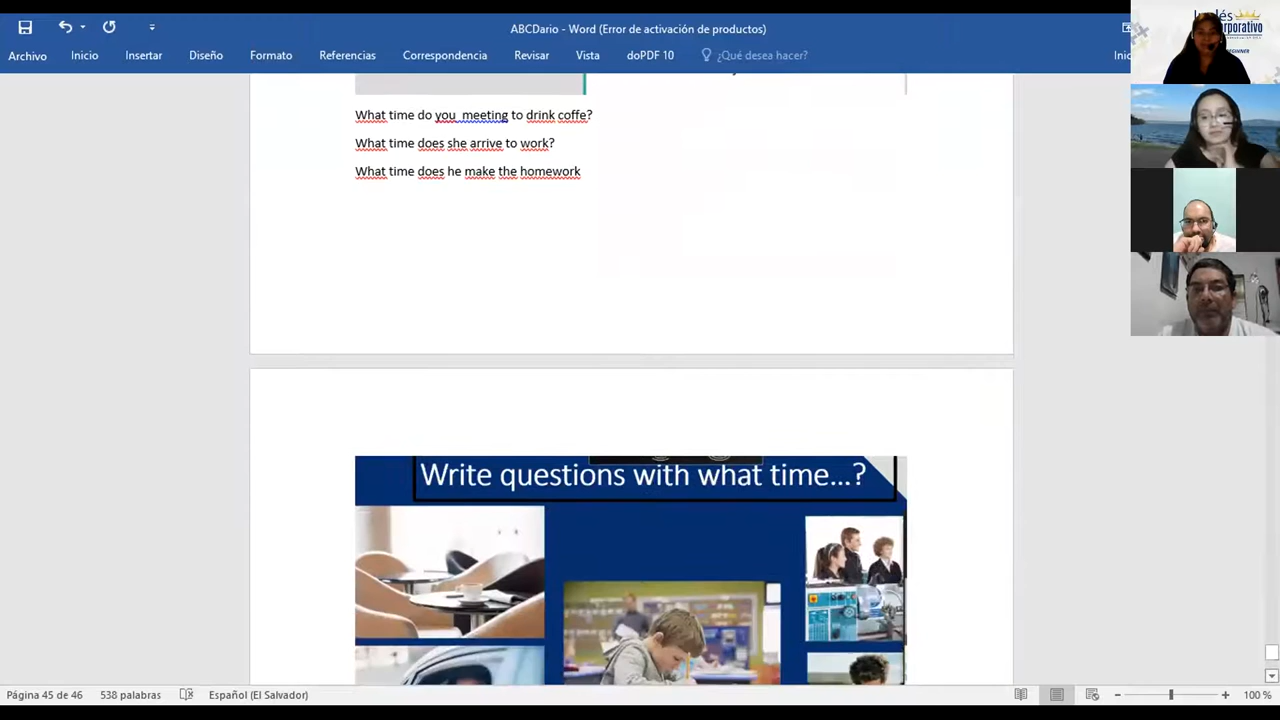 ABCDario - Word (Error de activación de productos)
Archivo Inicio Insertar Diseño Formato Referencias Correspondencia Revisar Vista doPDF 10 ¿Qué desea hacer?
What time do you  meeting to drink coffe?
What time does she arrive to work?
What time does he make the homework
Write questions with what time...?
Página 45 de 46 538 palabras Español (El Salvador) 100 %